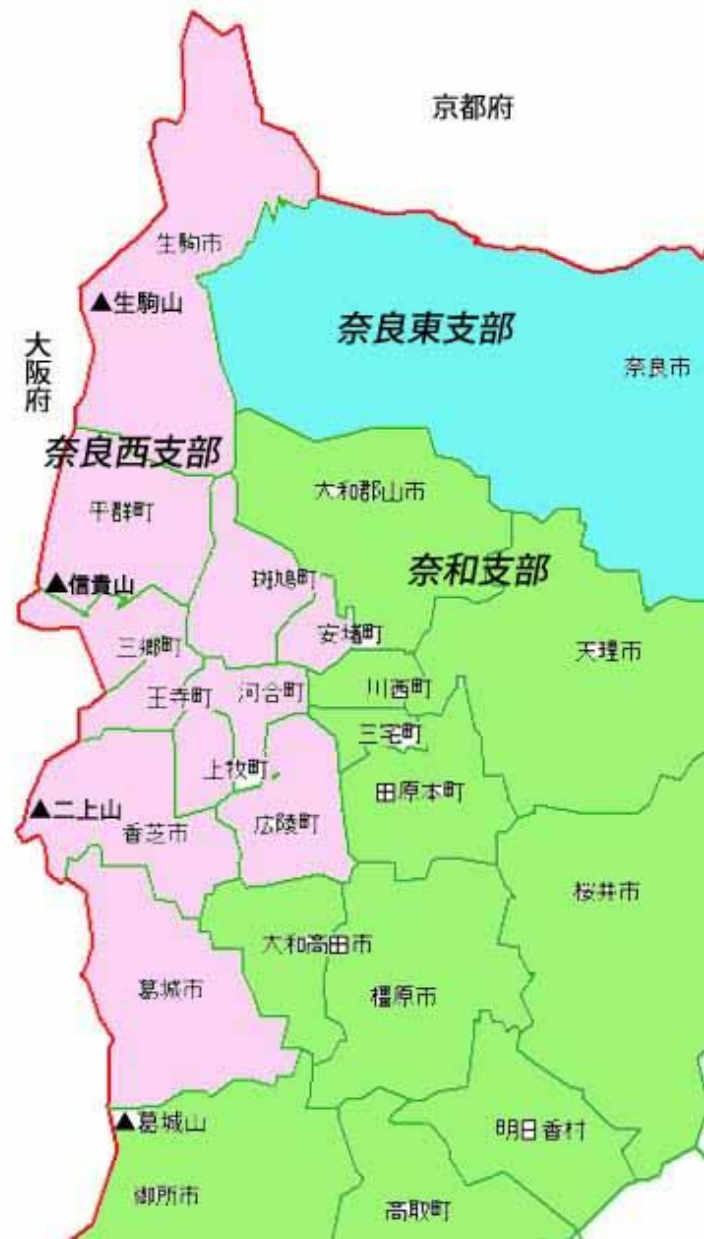 京都府
生駒市
▲生駒山
奈良東支部
大阪府
奈良市
奈良西支部
大和郡山市
平群町
奈和支部
▲信貴山
斑鳩町
安堵町
三郷町
天理市
王寺町
河合町
川西町
三宅町
上牧町
田原本町
▲二上山
香芝市
広陵町
桜井市
大和高田市
葛城市
橿原市
▲葛城山
明日香村
御所市
高取町